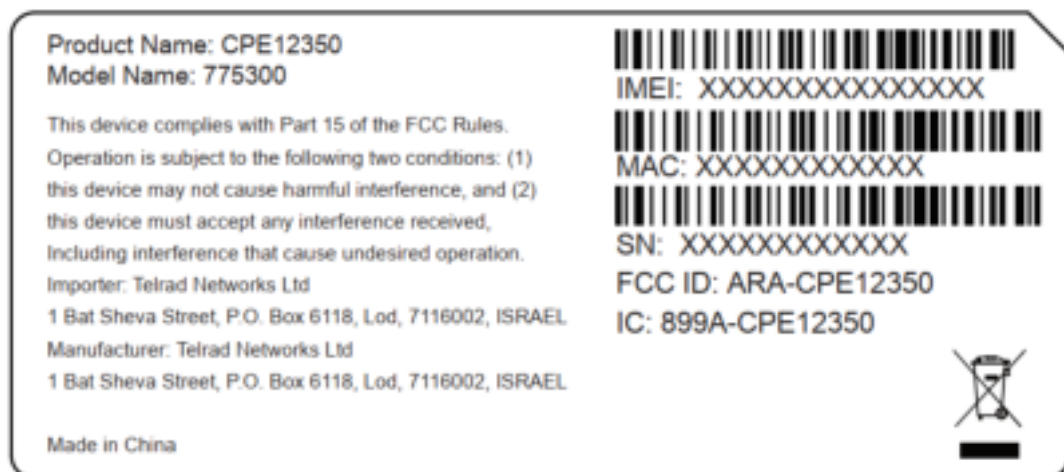 Product Name: CPE12350
Model Name: 775300
This device complies with Part 15 of the FCC Rules.
Operation is subject to the following two conditions: (1)
this device may not cause harmful interference, and (2)
this device must accept any interference received,
Including interference that cause undesired operation.
Importer: Telrad Networks Ltd
1 Bat Sheva Street, P.O. Box 6118, Lod, 7116002, ISRAEL
Manufacturer: Telrad Networks Ltd
1 Bat Sheva Street, P.O. Box 6118, Lod, 7116002, ISRAEL
Made in China
IMEI: XXXXXXXXXXXXXXX
MAC: XXXXXXXXXXXX
SN: XXXXXXXXXXXX
FCC ID: ARA-CPE12350
IC: 899A-CPE12350